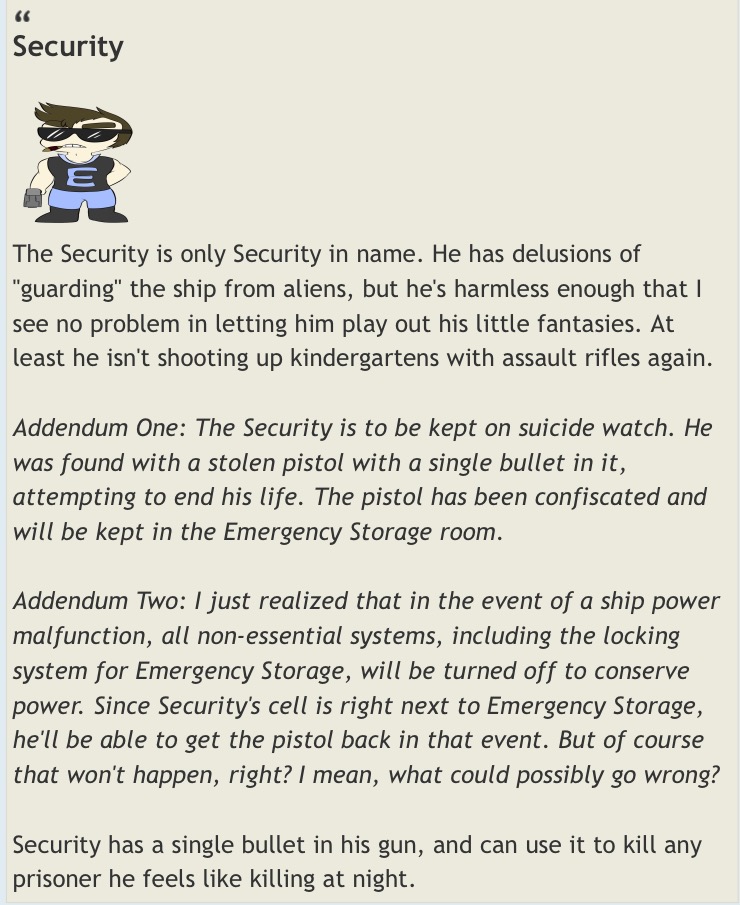 “
Security
E
The Security is only Security in name. He has delusions of
"guarding" the ship from aliens, but he's harmless enough that I
see no problem in letting him play out his little fantasies. At
least he isn't shooting up kindergartens with assault rifles again.
Addendum One: The Security is to be kept on suicide watch. He
was found with a stolen pistol with a single bullet in it,
attempting to end his life. The pistol has been confiscated and
will be kept in the Emergency Storage room.
Addendum Two: I just realized that in the event of a ship power
malfunction, all non-essential systems, including the locking
system for Emergency Storage, will be turned off to conserve
power. Since Security's cell is right next to Emergency Storage,
he'll be able to get the pistol back in that event. But of course
that won't happen, right? I mean, what could possibly go wrong?
Security has a single bullet in his gun, and can use it to kill any
prisoner he feels like killing at night.